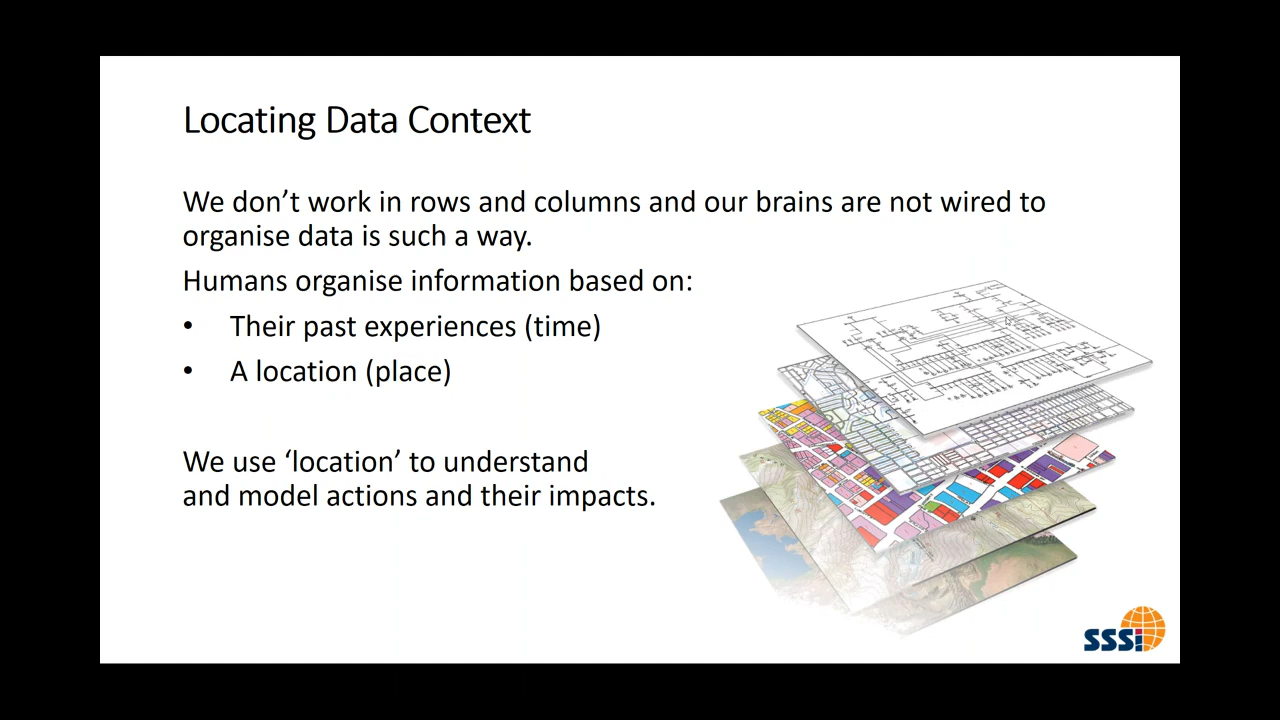 Locating Data Context
We don’t work in rows and columns and our brains are not wired to
organise data is such a way.
Humans organise information based on:
• Their past experiences (time)
• A location (place)
We use ‘location’ to understand
and model actions and their impacts.
SSSi